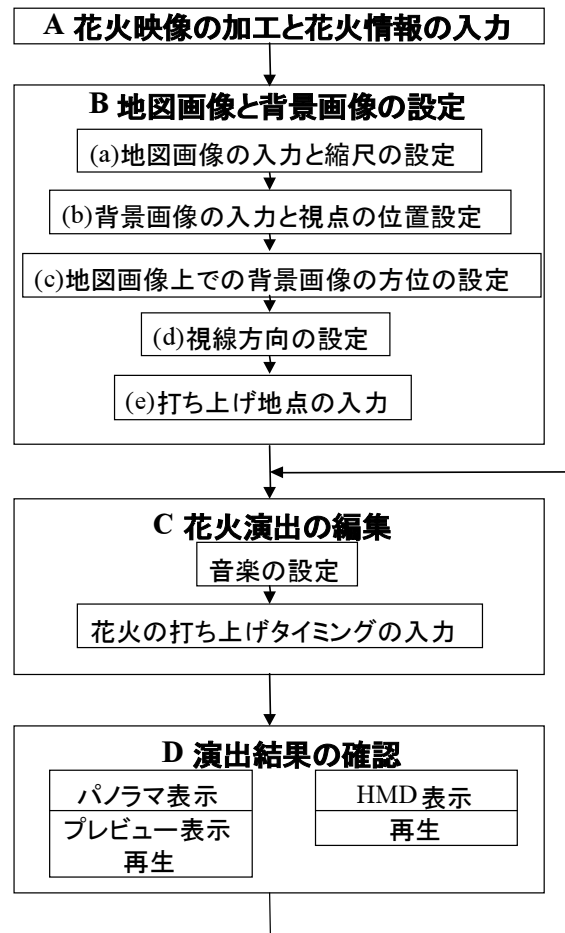 A 花火映像の加工と花火情報の入力
B 地図画像と背景画像の設定
(a)地図画像の入力と縮尺の設定
(b)背景画像の入力と視点の位置設定
(c)地図画像上での背景画像の方位の設定
(d)視線方向の設定
(e)打ち上げ地点の入力
C 花火演出の編集
音楽の設定
花火の打ち上げタイミングの入力
D 演出結果の確認
パノラマ表示
プレビュー表示
再生
HMD 表示
再生